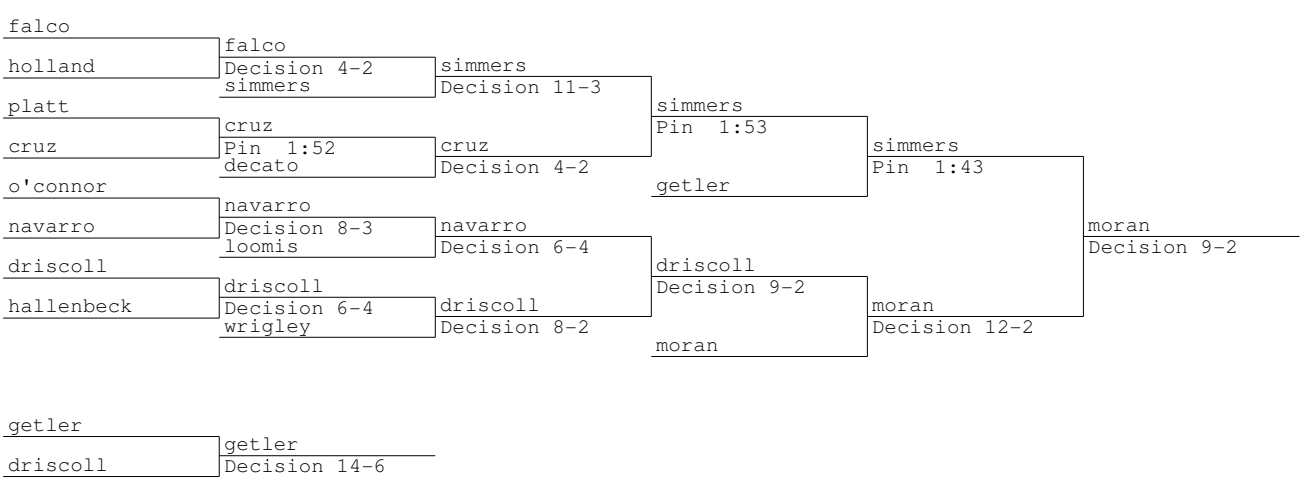 falco
falco
holland
Decision 4-2
simmers
simmers
Decision 11-3
platt
simmers
cruz
Pin 1:53
cruz
Pin 1:52
cruz
simmers
decato
Decision 4-2
Pin 1:43
o'connor
getler
navarro
navarro
Decision 8-3
navarro
moran
loomis
Decision 6-4
Decision 9-2
driscoll
driscoll
driscoll
Decision 9-2
hallenbeck
Decision 6-4
driscoll
moran
wrigley
Decision 8-2
Decision 12-2
moran
getler
getler
driscoll
Decision 14-6